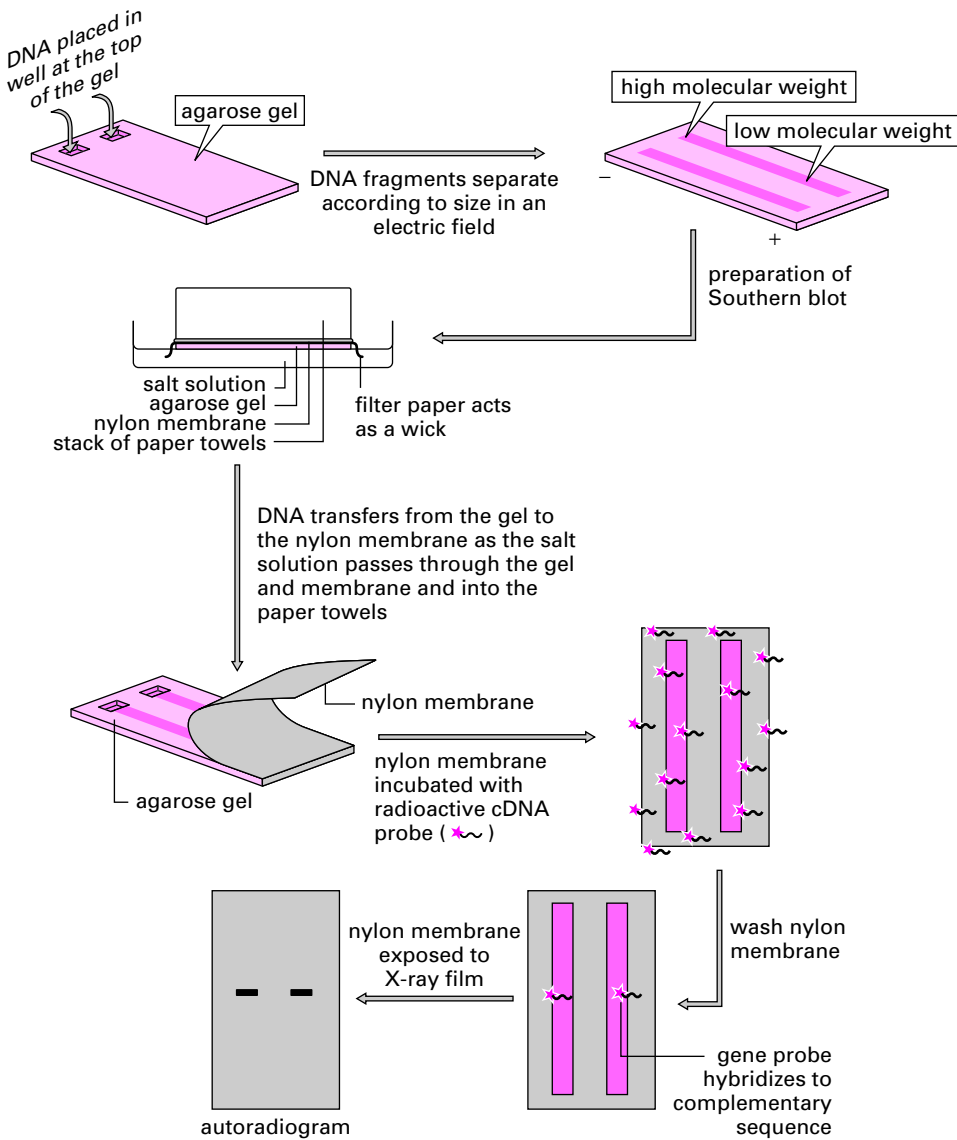 DNA placed in
well at the top
of the gel
agarose gel
DNA fragments separate
according to size in an
electric field
high molecular weight
low molecular weight
–
+
preparation of
Southern blot
salt solution
agarose gel
nylon membrane
stack of paper towels
filter paper acts
as a wick
DNA transfers from the gel to
the nylon membrane as the salt
solution passes through the gel
and membrane and into the
paper towels
nylon membrane
agarose gel
nylon membrane
incubated with
radioactive cDNA
probe ( )
wash nylon
membrane
nylon membrane
exposed to
X-ray film
gene probe
hybridizes to
complementary
sequence
autoradiogram